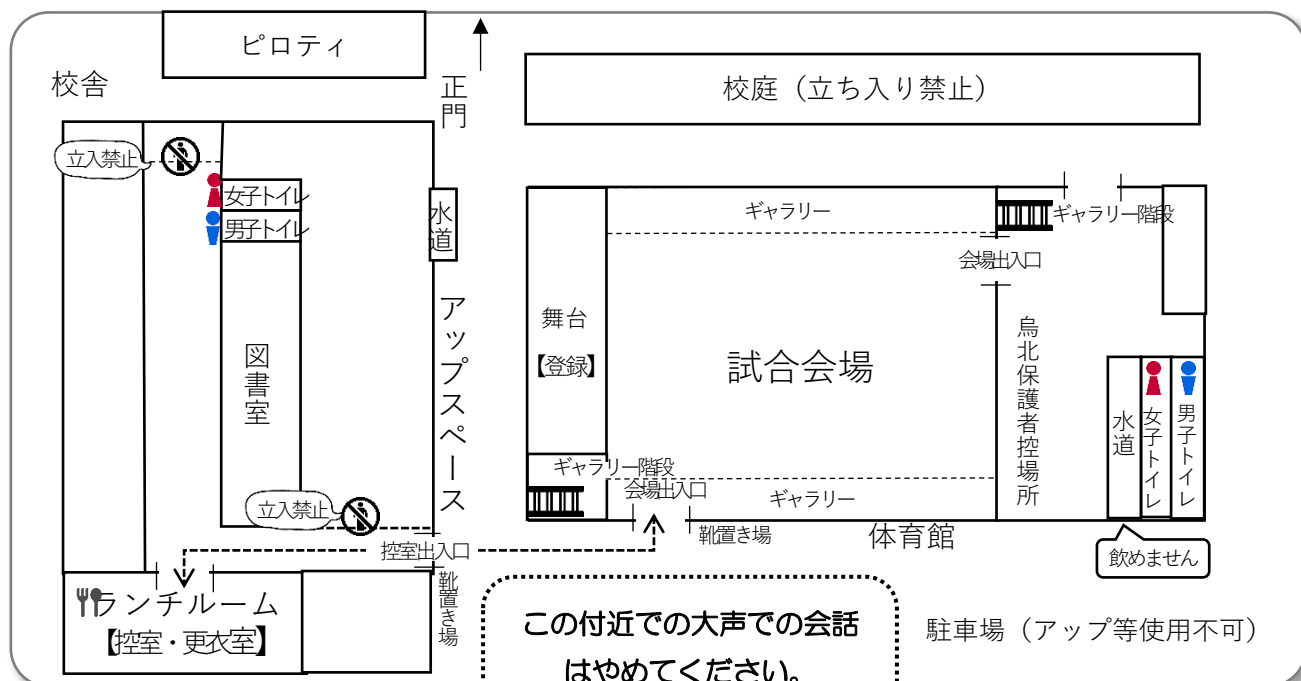 ピロティ
校舎
正門
校庭（立ち入り禁止）
立入禁止
女子トイレ
男子トイレ
水道
アップスペース
図書室
立入禁止
控室出入口
靴置き場
ランチルーム
【控室・更衣室】
ギャラリー
ギャラリー階段
会場出入口
舞台
【登録】
試合会場
烏北保護者控場所
水道
女子トイレ
男子トイレ
ギャラリー階段
会場出入口
ギャラリー
靴置き場
体育館
飲めません
この付近での大声での会話
はやめてください。
駐車場（アップ等使用不可）